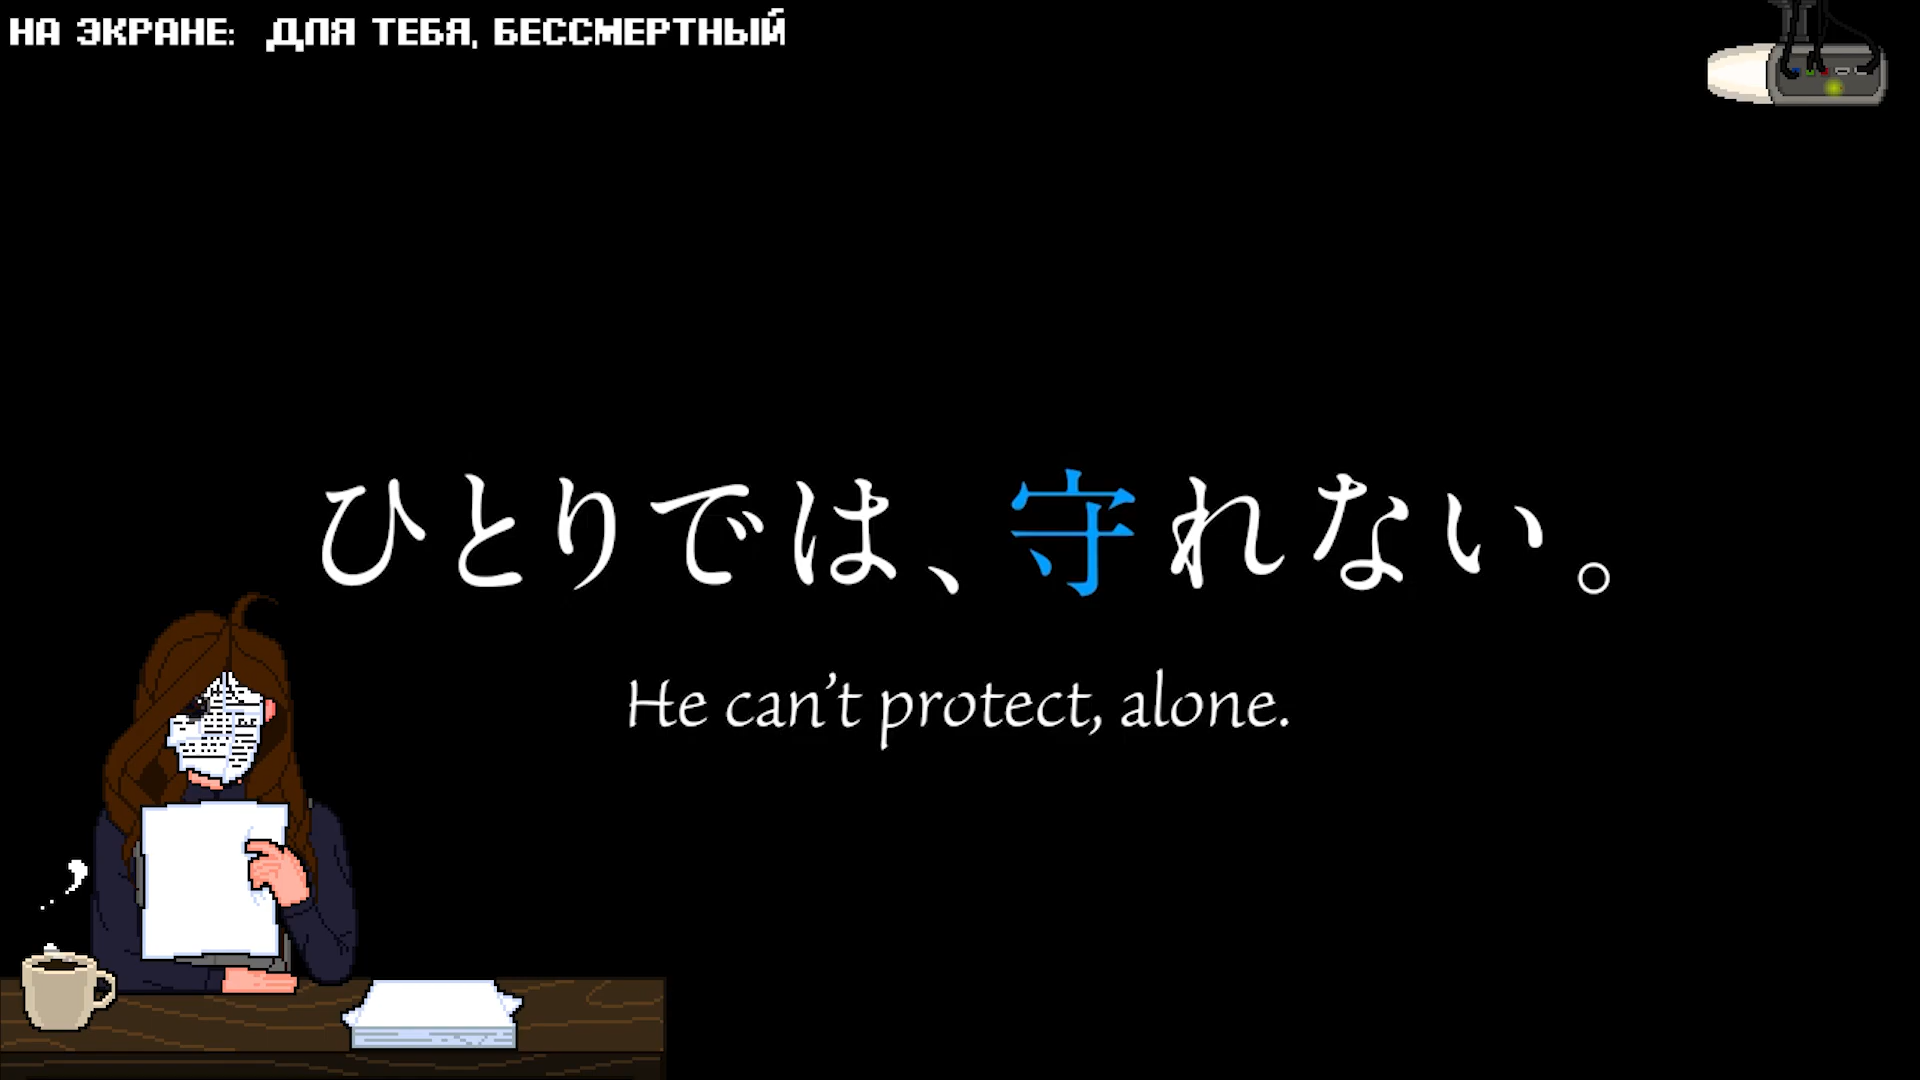 НА ЭКРАНЕ: ДЛЯ ТЕБЯ, БЕССМЕРТНЫЙ
ひとりでは、守れない。
He can't protect, alone.